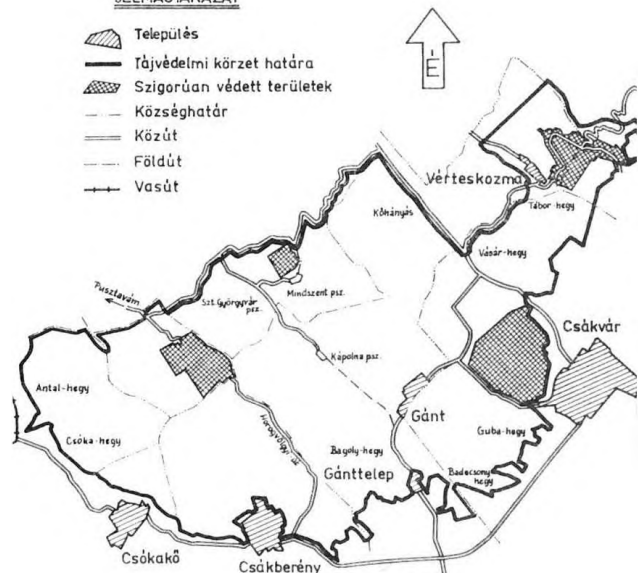 Település
Tájvédelmi körzet határa
Szigorúan védett területek
Községhatár
Közút
Földút
Vasút
É
Vérteskozma
Tábor-hegy
Kőhányás
Vásár-hegy
Pusztavám
Szt. Györgyvár
psz.
Mindszent psz.
Csákvár
Kápolna psz.
Antal-hegy
Gánt
Guba-hegy
Csóka-hegy
Bagoly-hegy
Gánttelep
Badacsony
hegy
Csókakő
Csákberény